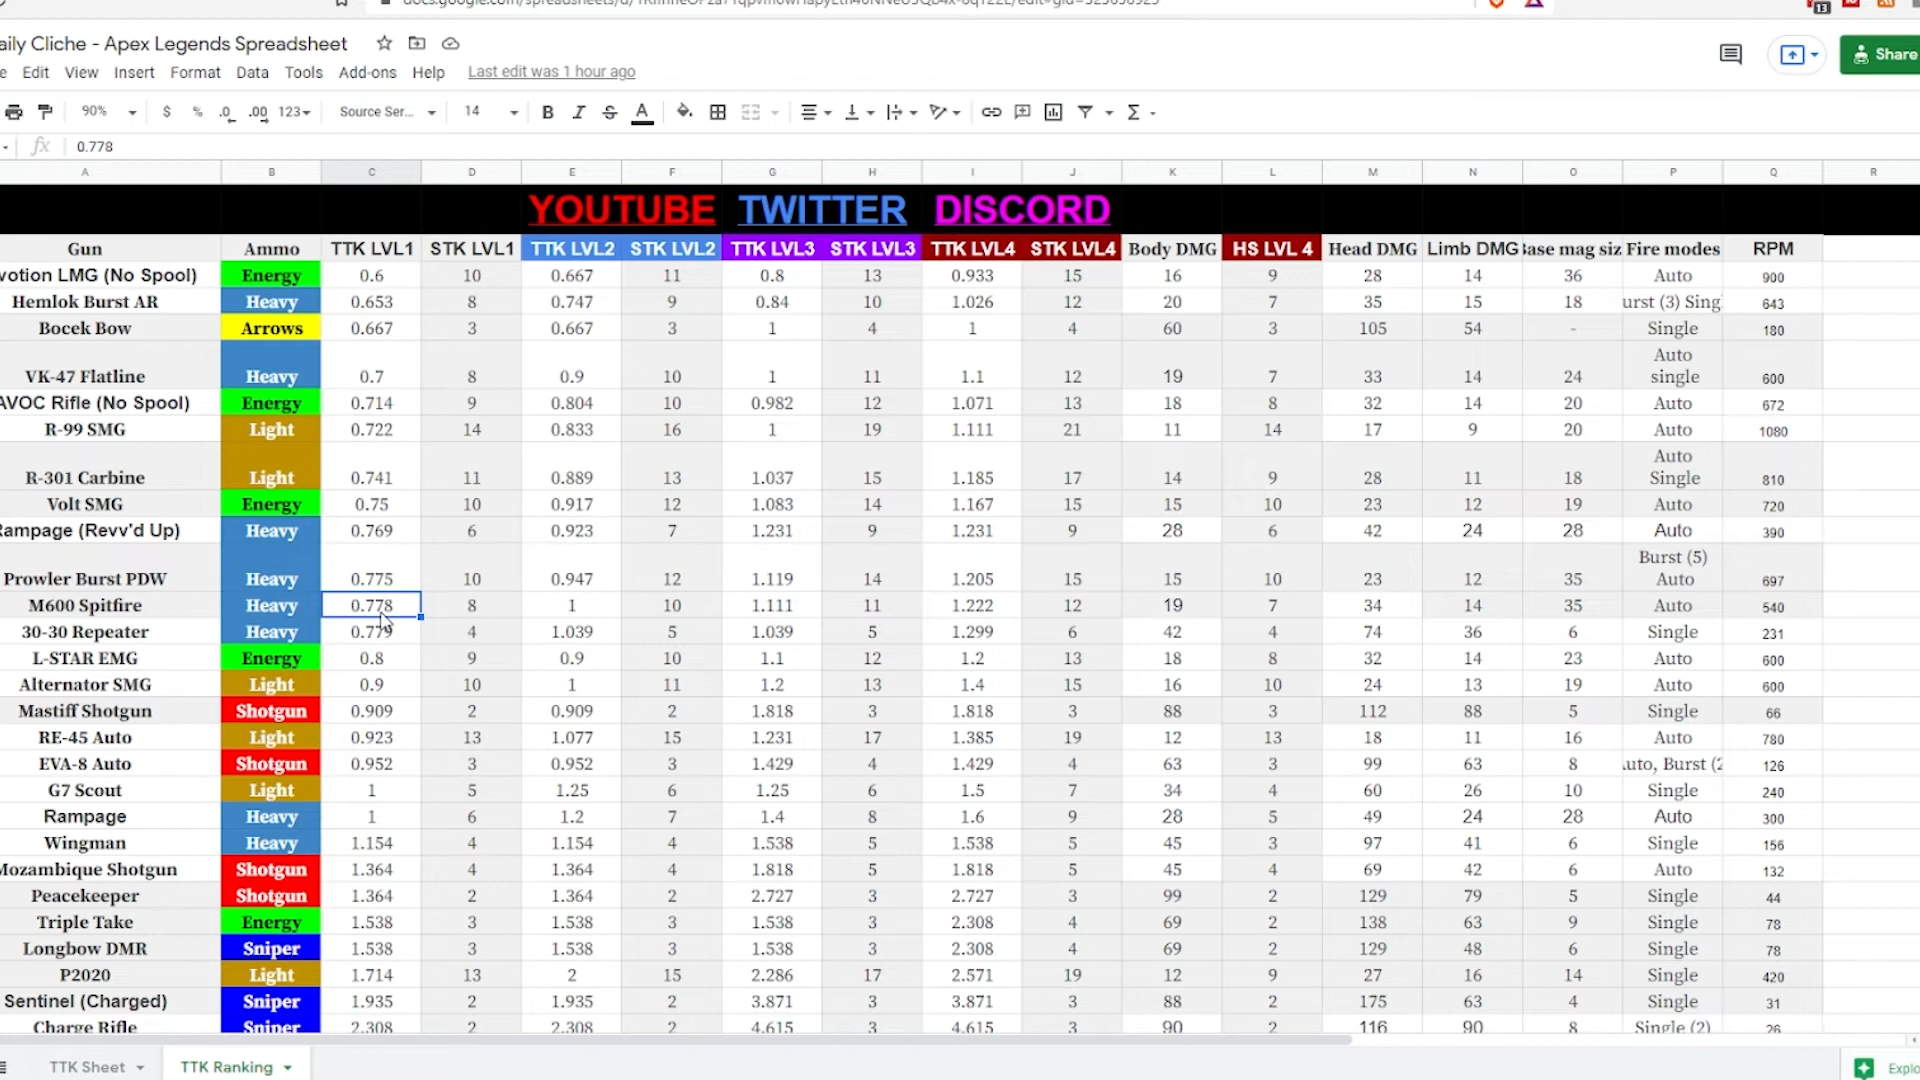 aily Cliche - Apex Legends Spreadsheet
e Edit View Insert Format Data Tools Add-ons Help Last edit was 1 hour ago
Share
90% $ % .0 .00 123 Source Ser... 14 B I S A Σ
fx 0.778
A B C D E F G H I J K L M N O P Q R
YOUTUBE TWITTER DISCORD
Gun Ammo TTK LVL1 STK LVL1 TTK LVL2 STK LVL2 TTK LVL3 STK LVL3 TTK LVL4 STK LVL4 Body DMG HS LVL 4 Head DMG Limb DMG Base mag siz Fire modes RPM
votion LMG (No Spool) Energy 0.6 10 0.667 11 0.8 13 0.933 15 16 9 28 14 36 Auto 900
Hemlok Burst AR Heavy 0.653 8 0.747 9 0.84 10 1.026 12 20 7 35 15 18 urst (3) Sing 643
Bocek Bow Arrows 0.667 3 0.667 3 1 4 1 4 60 3 105 54 - Single 180
VK-47 Flatline Heavy 0.7 8 0.9 10 1 11 1.1 12 19 7 33 14 24 Auto single 600
AVOC Rifle (No Spool) Energy 0.714 9 0.804 10 0.982 12 1.071 13 18 8 32 14 20 Auto 672
R-99 SMG Light 0.722 14 0.833 16 1 19 1.111 21 11 14 17 9 20 Auto 1080
R-301 Carbine Light 0.741 11 0.889 13 1.037 15 1.185 17 14 9 28 11 18 Auto Single 810
Volt SMG Energy 0.75 10 0.917 12 1.083 14 1.167 15 15 10 23 12 19 Auto 720
Rampage (Revv'd Up) Heavy 0.769 6 0.923 7 1.231 9 1.231 9 28 6 42 24 28 Auto 390
Prowler Burst PDW Heavy 0.775 10 0.947 12 1.119 14 1.205 15 15 10 23 12 35 Burst (5) Auto 697
M600 Spitfire Heavy 0.778 8 1 10 1.111 11 1.222 12 19 7 34 14 35 Auto 540
30-30 Repeater Heavy 0.779 4 1.039 5 1.039 5 1.299 6 42 4 74 36 6 Single 231
L-STAR EMG Energy 0.8 9 0.9 10 1.1 12 1.2 13 18 8 32 14 23 Auto 600
Alternator SMG Light 0.9 10 1 11 1.2 13 1.4 15 16 10 24 13 19 Auto 600
Mastiff Shotgun Shotgun 0.909 2 0.909 2 1.818 3 1.818 3 88 3 112 88 5 Single 66
RE-45 Auto Light 0.923 13 1.077 15 1.231 17 1.385 19 12 13 18 11 16 Auto 780
EVA-8 Auto Shotgun 0.952 3 0.952 3 1.429 4 1.429 4 63 3 99 63 8 Auto, Burst (2 126
G7 Scout Light 1 5 1.25 6 1.25 6 1.5 7 34 4 60 26 10 Single 240
Rampage Heavy 1 6 1.2 7 1.4 8 1.6 9 28 5 49 24 28 Auto 300
Wingman Heavy 1.154 4 1.154 4 1.538 5 1.538 5 45 3 97 41 6 Single 156
Mozambique Shotgun Shotgun 1.364 4 1.364 4 1.818 5 1.818 5 45 4 69 42 6 Auto 132
Peacekeeper Shotgun 1.364 2 1.364 2 2.727 3 2.727 3 99 2 129 79 5 Single 44
Triple Take Energy 1.538 3 1.538 3 1.538 3 2.308 4 69 2 138 63 9 Single 78
Longbow DMR Sniper 1.538 3 1.538 3 1.538 3 2.308 4 69 2 129 48 6 Single 78
P2020 Light 1.714 13 2 15 2.286 17 2.571 19 12 9 27 16 14 Single 420
Sentinel (Charged) Sniper 1.935 2 1.935 2 3.871 3 3.871 3 88 2 175 63 4 Single 31
Charge Rifle Sniper 2.308 2 2.308 2 4.615 3 4.615 3 90 2 116 90 8 Single (2) 26
TTK Sheet TTK Ranking Explo
13